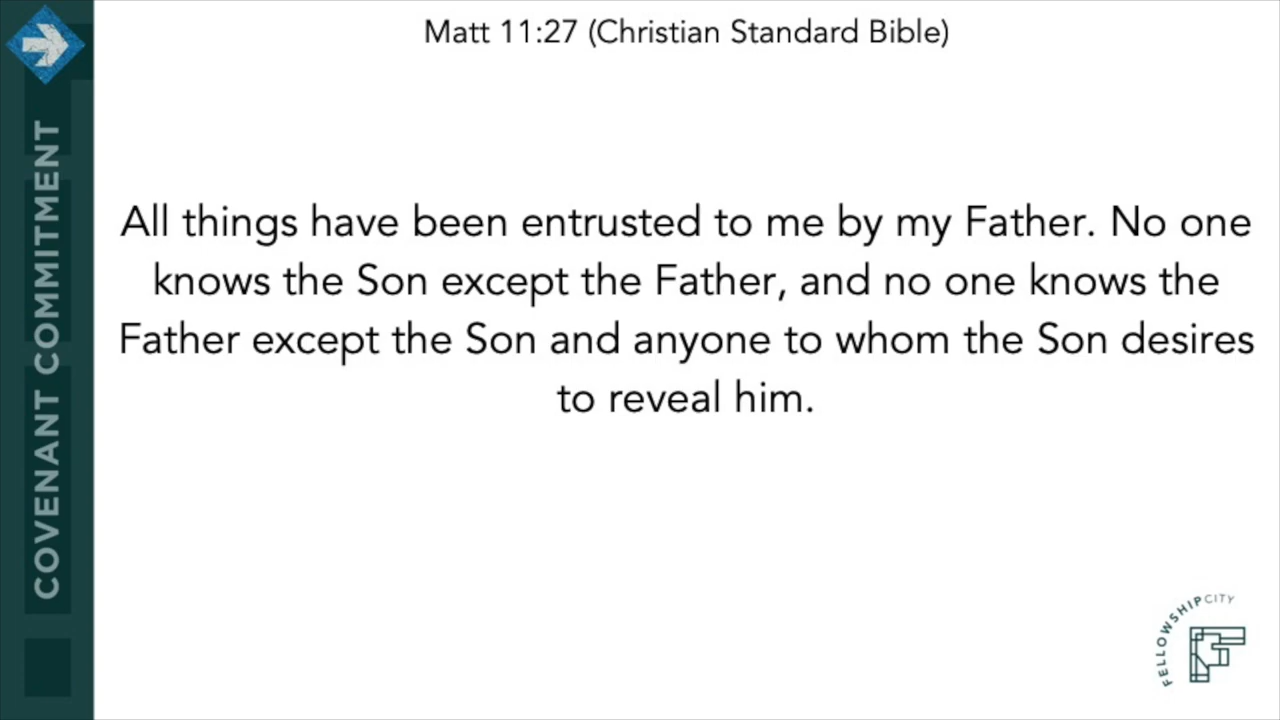 Matt 11:27 (Christian Standard Bible)
All things have been entrusted to me by my Father. No one
knows the Son except the Father, and no one knows the
Father except the Son and anyone to whom the Son desires
to reveal him.
COVENANT COMMITMENT
FELLOWSHIPCITY